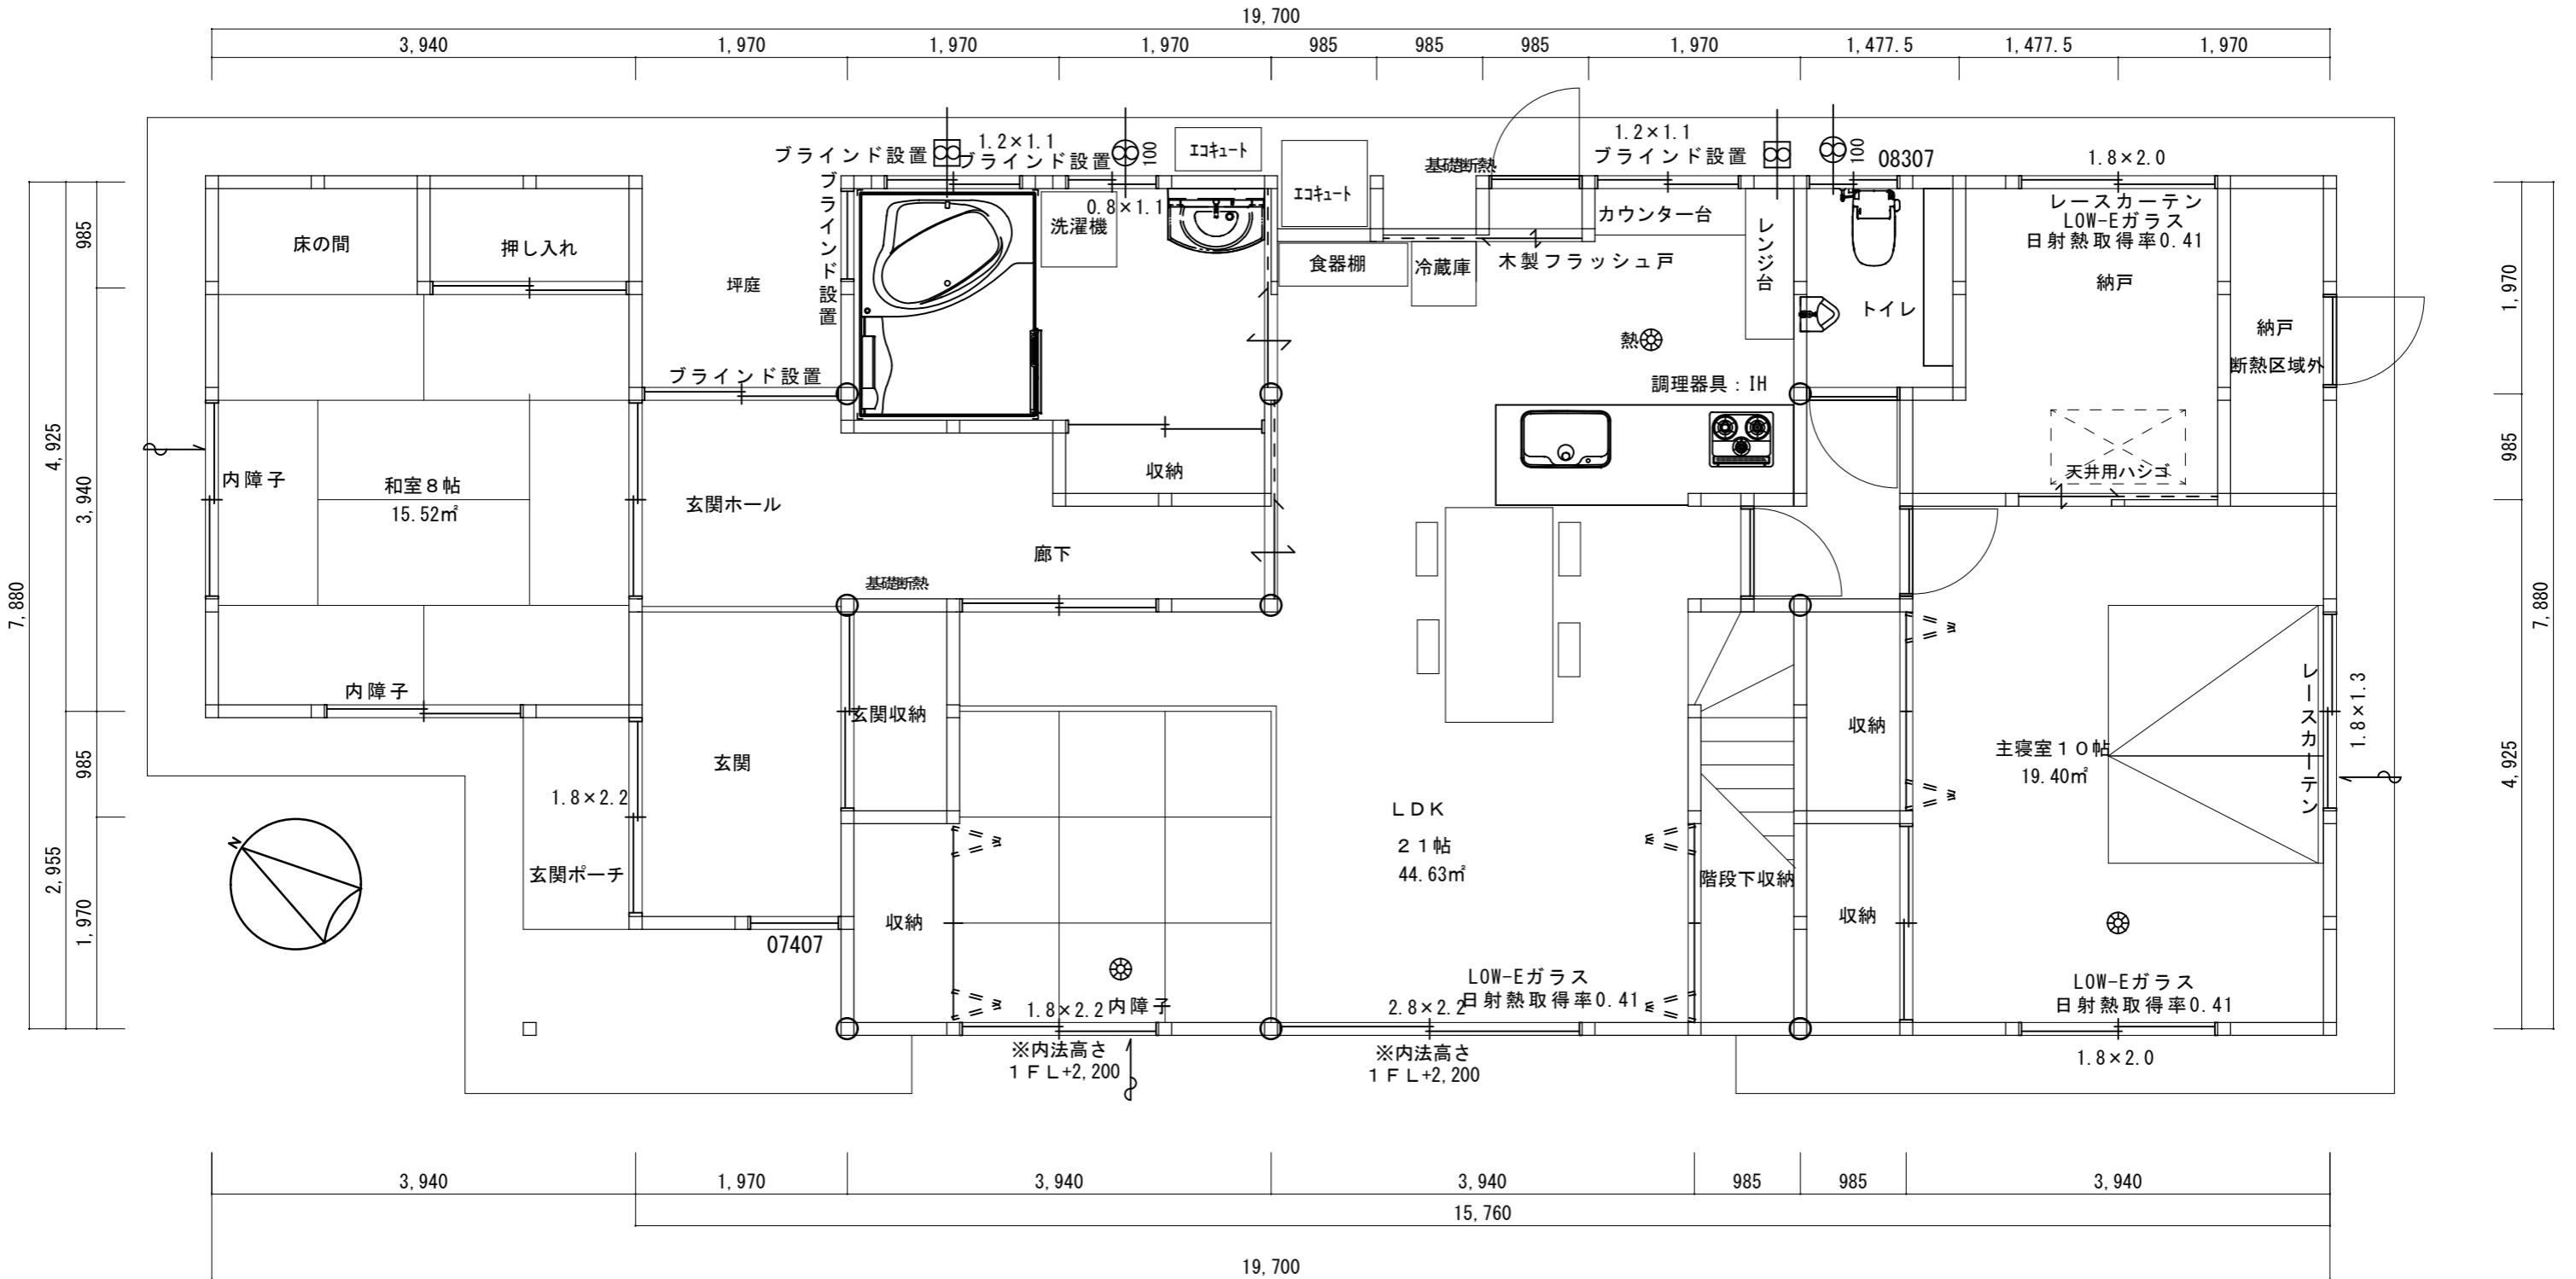 19,700
3,940
1,970
1,970
1,970
985
985
985
1,970
1,477.5
1,477.5
1,970
ブラインド設置
1.2×1.1
ブラインド設置
100
エコキュート
エコキュート
基礎断熱
1.2×1.1
ブラインド設置
100
08307
1.8×2.0
床の間
押し入れ
坪庭
ブラインド設置
洗濯機
0.8×1.1
食器棚
冷蔵庫
木製フラッシュ戸
カウンター台
レンジ台
トイレ
レースカーテン
LOW-Eガラス
日射熱取得率0.41
納戸
納戸
断熱区域外
熱
調理器具：IH
ブラインド設置
内障子
和室８帖
15.52㎡
玄関ホール
収納
廊下
天井用ハシゴ
基礎断熱
内障子
玄関収納
玄関
1.8×2.2
玄関ポーチ
07407
N
収納
ＬＤＫ
２１帖
44.63㎡
階段下収納
収納
収納
主寝室１０帖
19.40㎡
レースカーテン
1.8×1.3
LOW-Eガラス
日射熱取得率0.41
LOW-Eガラス
日射熱取得率0.41
1.8×2.2
内障子
2.8×2.2
※内法高さ
１ＦＬ+2,200
※内法高さ
１ＦＬ+2,200
1.8×2.0
7,880
4,925
2,955
985
3,940
985
1,970
1,970
985
4,925
7,880
3,940
1,970
3,940
3,940
985
985
3,940
15,760
19,700